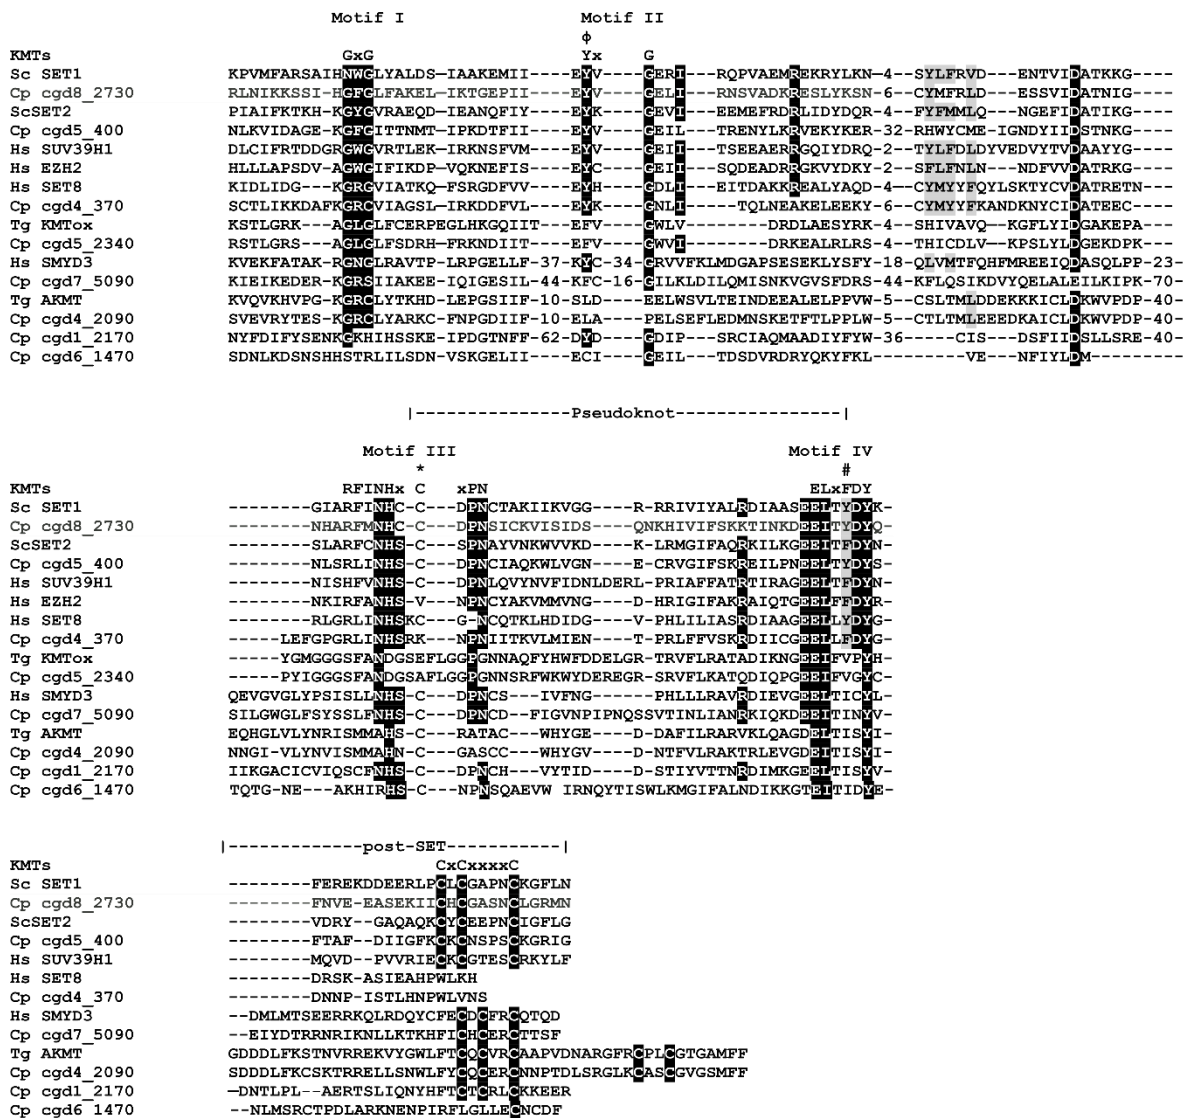 Motif I Motif II
ϕ
KMTs GxG Yx G
Sc SET1 KPVMFARSAIHNWGLYALDS-IAAKEMII----EYV----GERI---RQPVAEMREKRYLKN-4--SYLFRVD---ENTVIDATKKG----
Cp cgd8_2730 RLNIKKSSI-HGFGLFAKEL-IKTGEPII----EYV----GELI---RNSVADKRESLYKSN-6--CYMFRLD---ESSVIDATNIG----
ScSET2 PIAIFKTKH-KGYGVRAEQD-IEANQFIY----EYK----GEVI---EEMEFRDRLIDYDQR-4--FYFMMLQ---NGEFIDATIKG----
Cp cgd5_400 NLKVIDAGE-KGFGITTNMT-IPKDTFII----EYV----GEIL---TRENYLKRVEKYKER-32-RHWYCME-IGNDYIIDSTNKG----
Hs SUV39H1 DLCIFRTDDGRGWGVRTLEK-IRKNSFVM----EYV----GEII---TSEEAERRGQIYDRQ-2--TYLFDLDYVEDVYTVDAAYYG----
Hs EZH2 HLLLAPSDV-AGWGIFIKDP-VQKNEFIS----EYC----GEII---SQDEADRRGKVYDKY-2--SFLFNLN---NDFVVDATRKG----
Hs SET8 KIDLIDG--KGRGVIATKQ-FSRGDFVV----EYH----GDLI---EITDAKKREALYAQD-4--CYMYYFQYLSKTYCVDATRETN----
Cp cgd4_370 SCTLIKKDAFKGRCVIAGSL-IRKDDFVL----EYK----GNLI---TQLNEAKELEEKY-6--CYMYYFKANDKNYCIDATEEC----
Tg KMTox KSTLGRK--AGLGLFCERPEGLHKGQIIT----EFV----GWLV---DRDLAESYRK-4--SHIVAVQ--KGFLYIDGAKEPA----
Cp cgd5_2340 RSTLGRS--AGLGLFSDRH-FRKNDIIT----EFV----GWVI----DRKEALRLRS-4--THICDLV--KPSLYLDGEKDPK----
Hs SMYD3 KVEKFATAK-RGNGLRAVTP-LRPGELLF-37-KYC-34-GRVVFKLMDGAPSESEKLYSFY-18-QLVMTFQHFMREEIQDASQLPP-23-
Cp cgd7_5090 KIEIKEDER-KGRSIIAKEE-IQIGESIL-44-KFC-16-GILKLDILQMISNKVGVSFDRS-44-KFLQSIKDVYQELALEILKIPK-70-
Tg AKMT KVQVKHVPG-KGRCLYTKHD-LEPGSIIF-10-SLD----EELWSVLTEINDEEALELPPVW-5--CSLTMLDDEKKKICLDKWVPDP-40-
Cp cgd4_2090 SVEVRYTES-KGRCLYARKC-FNPGDIIF-10-ELA----PELSEFLEDMNSKETFTLPPLW-5--CTLTMLEEEDKAICLDKWVPDP-40-
Cp cgd1_2170 NYFDIFYSENKGKHIHSSKE-IPDGTNFF-62-DYD----GDIP---SRCIAQMAADIYFYW-36-----CIS--DSFIIDSLLSRE-40-
Cp cgd6_1470 SDNLKDSNSHHSTRLILSDN-VSKGELII----ECI----GEIL---TDSDVRDRYQKYFKL-------VE--NFIYLDM-----
|---------------Pseudoknot---------------|
Motif III Motif IV
* #
KMTs RFINHx C xPN ELxFDY
Sc SET1 --------GIARFINHCC-C---DPNCTAKIIKVGG----R-RRIVIYALRDIAASEELTYDYK-
Cp cgd8_2730 --------NHARFMNHCC-C---DPNSICKVISIDS----QNKHIVIFSKKTINKDEEITYDYQ-
ScSET2 --------SLARFCNHS-C---SPNAYVNKWVVKD----K-LRMGIFAQRKILKGEEITFDYN-
Cp cgd5_400 --------NLSRLINHS-C---DPNCIAQKWLVGN----E-CRVGIFSKREILPNEELTYDYS-
Hs SUV39H1 --------NISHFVNHS-C---DPNLQVYNVFIDNLDERL-PRIAFFATRTIRAGEELTFDYN-
Hs EZH2 --------NKIRFANHS-V---NPNCYAKVMMVNG----D-HRIGIFAKRAIQTGEELFFDYR-
Hs SET8 --------RLGRLINHSKC---G-NCQTKLHDIDG----V-PHLILIASRDIAAGEELLYDYG-
Cp cgd4_370 -----LEFGPGRLINHSRK---NPNIITKVLMIEN----T-PRLFFVSKRDIICGEELLFDYG-
Tg KMTox --------YGMGGGSFANDGSEFLGGPGNNAQFYHWFDDELGR-TRVFLRATADIKNGEEIFVPYH-
Cp cgd5_2340 --------PYIGGGSFANDGSAFLGGPGNNSRFKWKYDEREGR-SRVFLKATQDIQPGEEIFVGYC-
Hs SMYD3 QEVGVGLYPSISLLNHS-C---DPNCS---IVFNG-----PHLLLRAVRDIEVGEELTICYL-
Cp cgd7_5090 SILGWGLFSYSSLFNHS-C---DPNCD--FIGVNPIPNQSSVTINLIANRKIQKDEEITINYV-
Tg AKMT EQHGLVLYNRISMMAHS-C---RATAC---WHYGE----D-DAFILRARVKLQAGDELTISYI-
Cp cgd4_2090 NNGI-VLYNVISMMAHN-C---GASCC---WHYGV----D-NTFVLRAKTRLEVGDEITISYI-
Cp cgd1_2170 IIKGACICVIQSCFNHS-C---DPNCH---VYTID----D-STIYVTTNRDIMKGEELTISYV-
Cp cgd6_1470 TQTG-NE--AKHIRHS-C---NPNSQAEVW IRNQYTISWLKMGIFALNDIKKGTEITIDYE-
|-------------post-SET-----------|
KMTs CxCxxxxC
Sc SET1 --------FEREKDDEERLPCLCGAPNCKGFLN
Cp cgd8_2730 --------FNVE-EASEKIICHCGASNCLGRMN
ScSET2 --------VDRY--GAQAQKCYCEEPNCIGFLG
Cp cgd5_400 --------FTAF--DIIGFKCKCNSPSCKGRIG
Hs SUV39H1 --------MQVD--PVVRIECKCGTESCRKYLF
Hs SET8 --------DRSK-ASIEAHPWLKH
Cp cgd4_370 --------DNNP-ISTLHNPWLVNS
Hs SMYD3 --DMLMTSEERRKQLRDQYCFECDCFRCQTQD
Cp cgd7_5090 --EIYDTRRNRIKNLLKTKHFICHCERCTTSF
Tg AKMT GDDDLFKSTNVRREKVYGWLFTCQCVRCAAPVDNARGFRCPLCGTGAMFF
Cp cgd4_2090 SDDDLFKCSKTRRELLSNWLFYCQCERCNNPTDLSRGLKCASCGVGSMFF
Cp cgd1_2170 -DNTLPL--AERTSLIQNYHFTCTCRLCKKEER
Cp cgd6_1470 --NLMSRCTPDLARKNENPIRFLGLLECNCDF